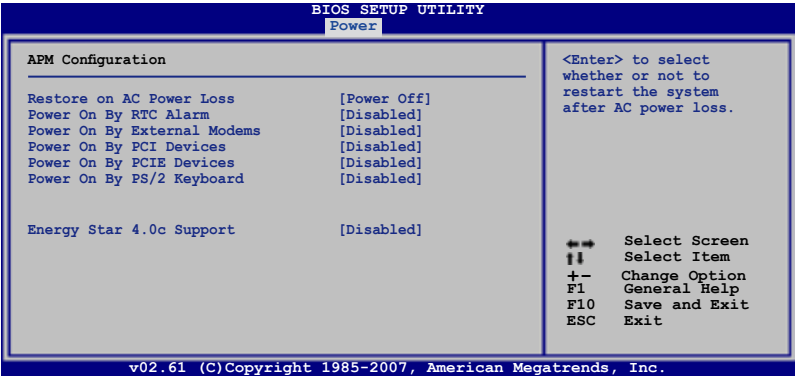 BIOS SETUP UTILITY
Power
APM Configuration
Restore on AC Power Loss [Power Off]
Power On By RTC Alarm [Disabled]
Power On By External Modems [Disabled]
Power On By PCI Devices [Disabled]
Power On By PCIE Devices [Disabled]
Power On By PS/2 Keyboard [Disabled]
Energy Star 4.0c Support [Disabled]
<Enter> to select
whether or not to
restart the system
after AC power loss.
←→ Select Screen
↑↓ Select Item
+- Change Option
F1 General Help
F10 Save and Exit
ESC Exit
v02.61 (C)Copyright 1985-2007, American Megatrends, Inc.